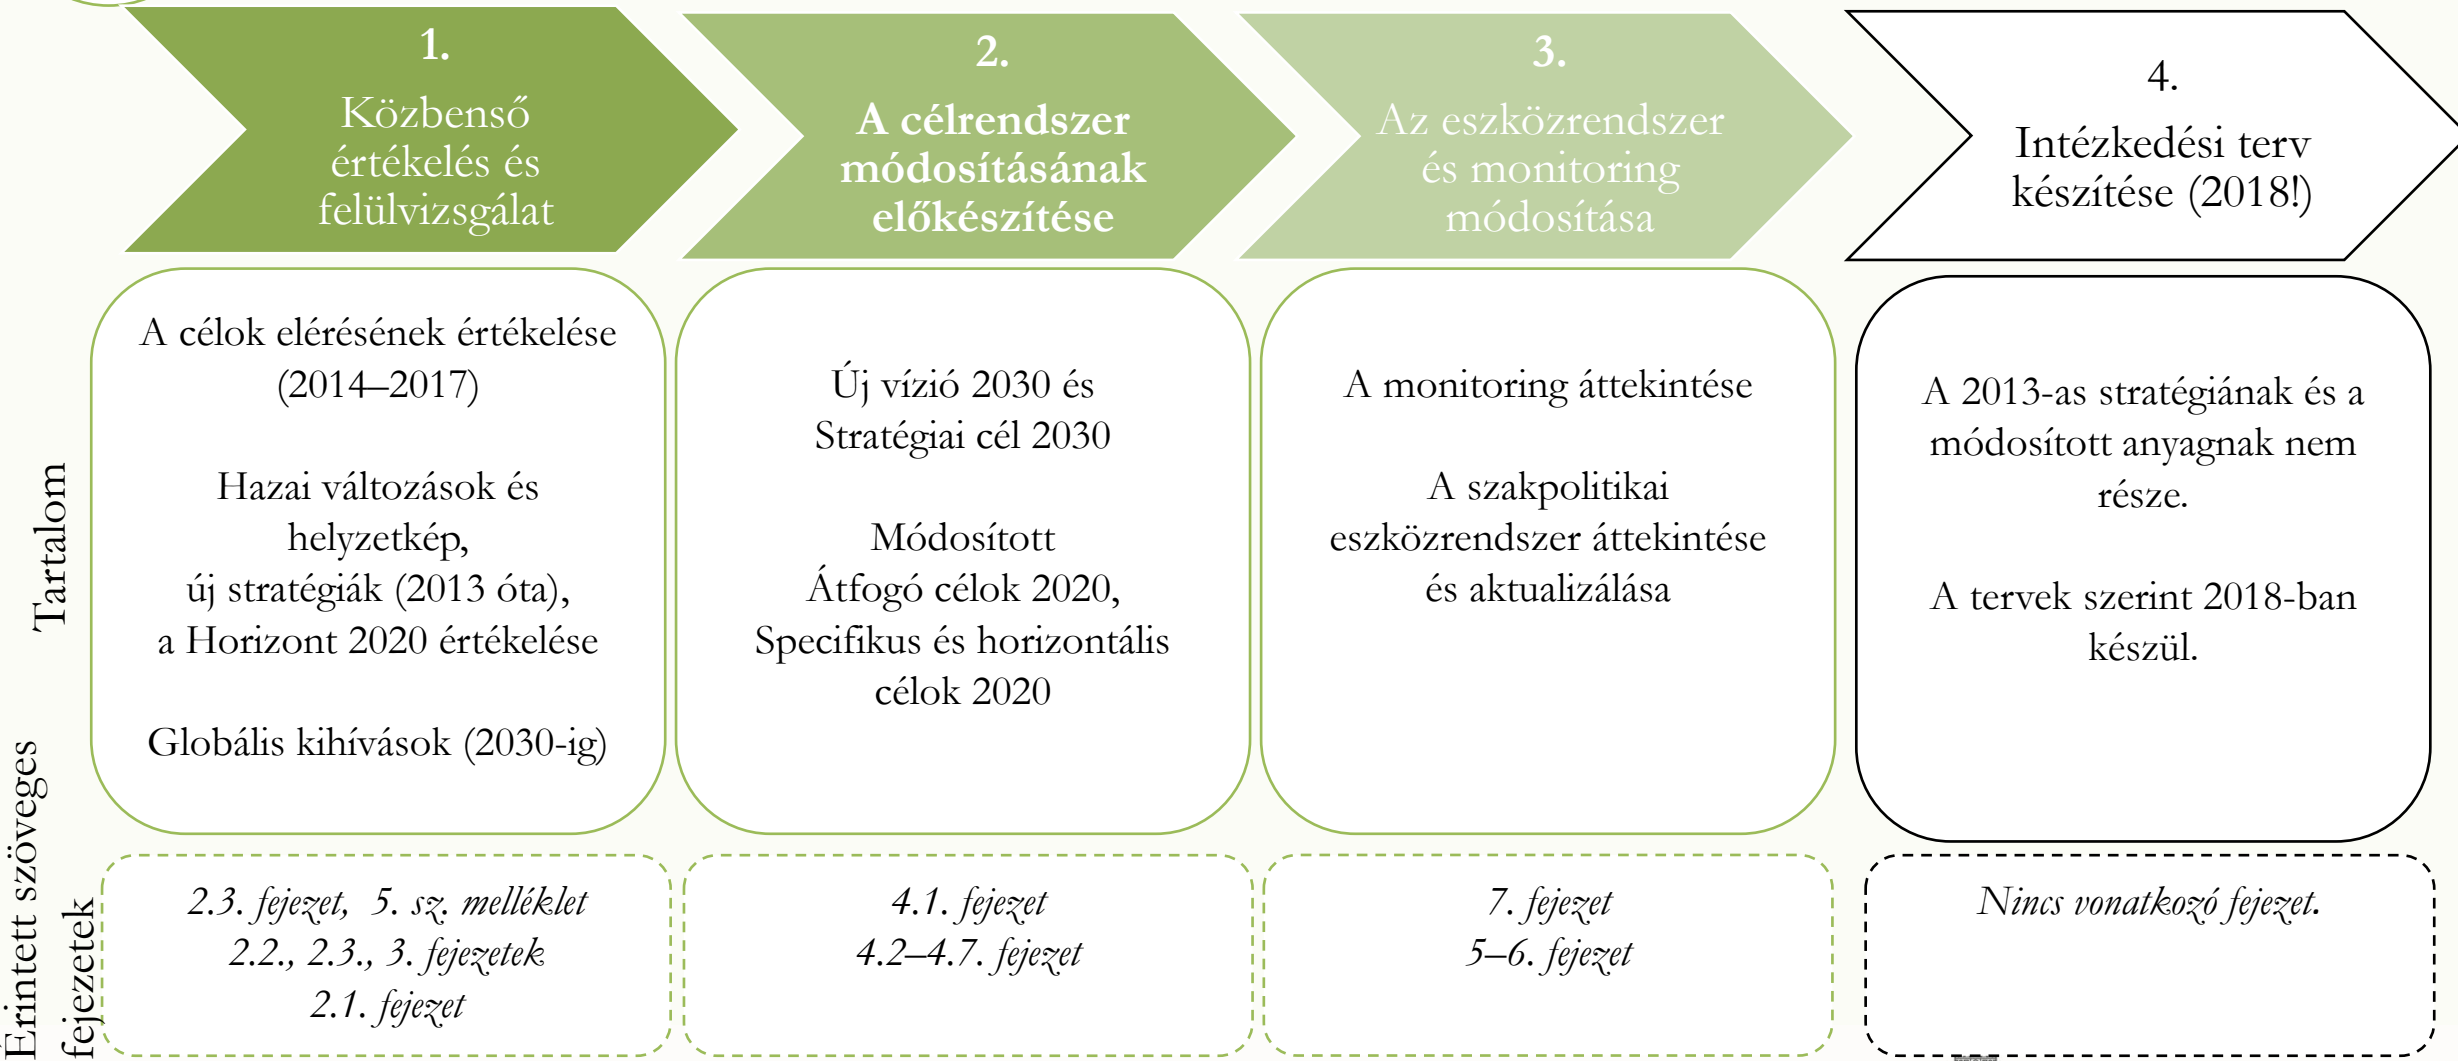 1.
Közbenső
értékelés és
felülvizsgálat
2.
A célrendszer
módosításának
előkészítése
3.
Az eszközrendszer
és monitoring
módosítása
4.
Intézkedési terv
készítése (2018!)
Tartalom
A célok elérésének értékelése
(2014–2017)
Hazai változások és
helyzetkép,
új stratégiák (2013 óta),
a Horizont 2020 értékelése
Globális kihívások (2030-ig)
Új vízió 2030 és
Stratégiai cél 2030
Módosított
Átfogó célok 2020,
Specifikus és horizontális
célok 2020
A monitoring áttekintése
A szakpolitikai
eszközrendszer áttekintése
és aktualizálása
A 2013-as stratégiának és a
módosított anyagnak nem
része.
A tervek szerint 2018-ban
készül.
Érintett szöveges
fejezetek
2.3. fejezet, 5. sz. melléklet
2.2., 2.3., 3. fejezetek
2.1. fejezet
4.1. fejezet
4.2–4.7. fejezet
7. fejezet
5–6. fejezet
Nincs vonatkozó fejezet.